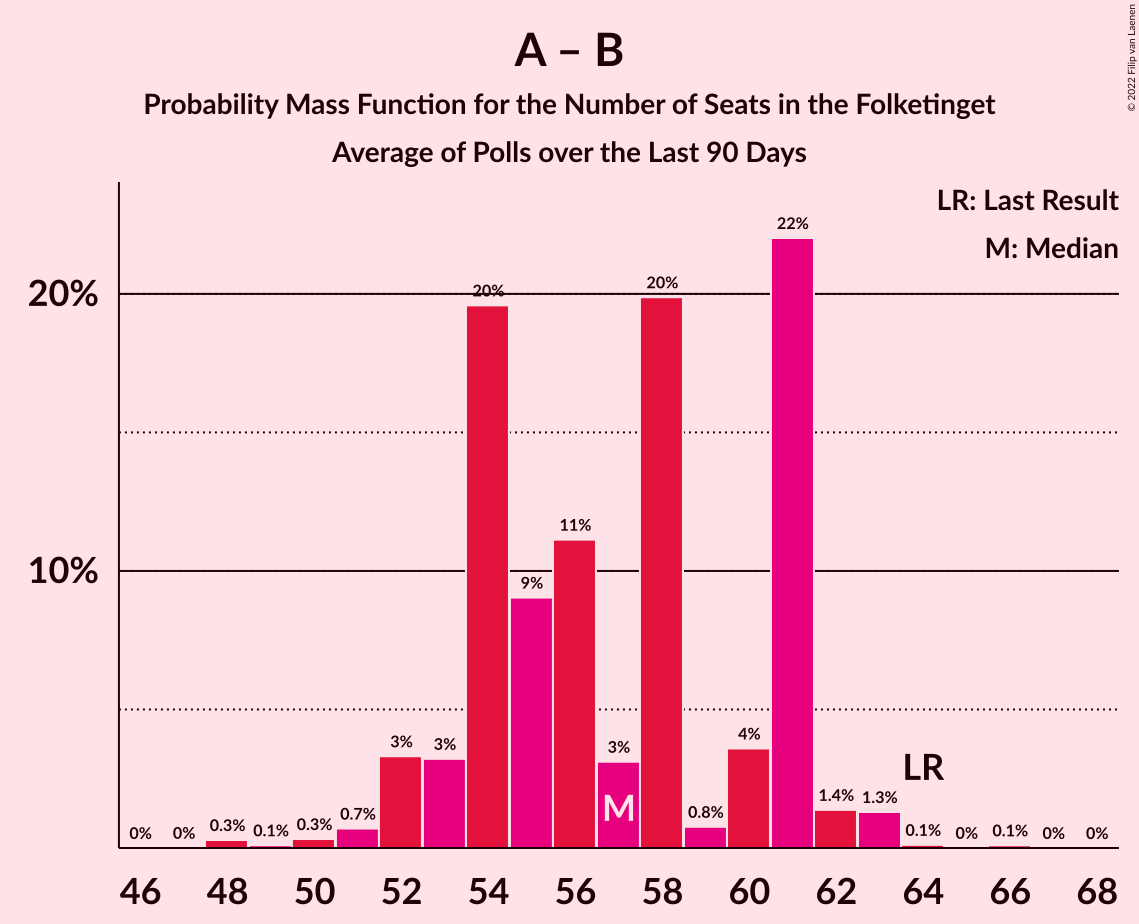 A – B
Probability Mass Function for the Number of Seats in the Folketinget
Average of Polls over the Last 90 Days
© 2022 Filip van Laenen
LR: Last Result
M: Median
22%
20%
20%
20%
11%
10%
9%
LR
4%
3%
3%
3%
M
1.4%
1.3%
0.7%
0.8%
0%
0%
0.3%
0.1%
0.3%
0.1%
0%
0.1%
0%
0%
46 48 50 52 54 56 58 60 62 64 66 68